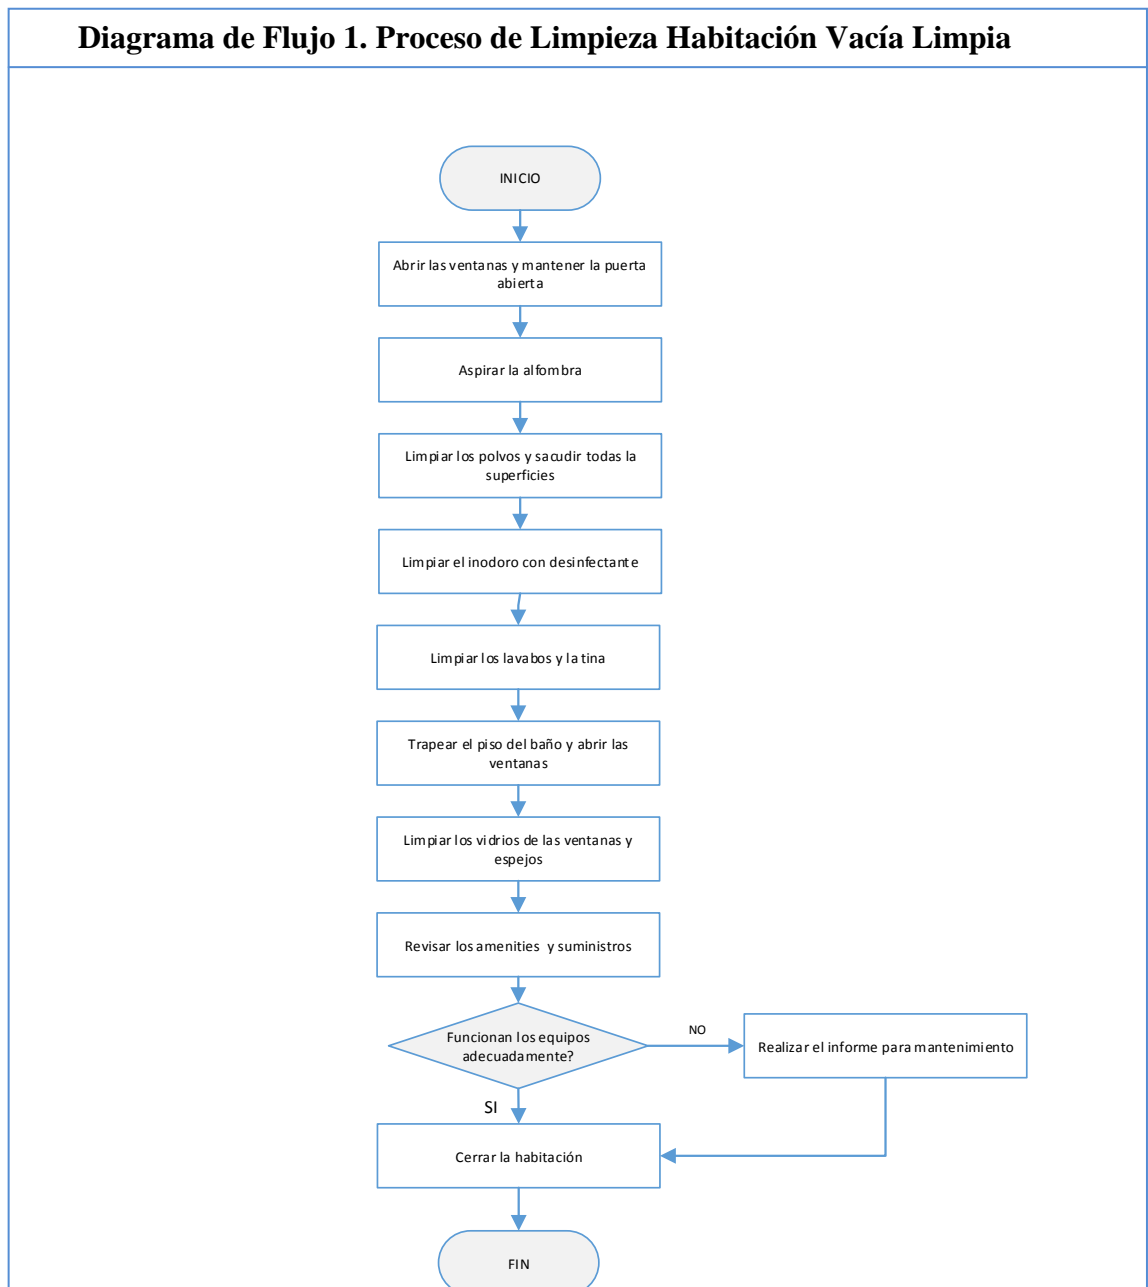 Diagrama de Flujo 1. Proceso de Limpieza Habitación Vacía Limpia
INICIO
Abrir las ventanas y mantener la puerta
abierta
Aspirar la alfombra
Limpiar los polvos y sacudir todas la
superficies
Limpiar el inodoro con desinfectante
Limpiar los lavabos y la tina
Trapear el piso del baño y abrir las
ventanas
Limpiar los vidrios de las ventanas y
espejos
Revisar los amenities y suministros
Funcionan los equipos
adecuadamente?
NO
Realizar el informe para mantenimiento
SI
Cerrar la habitación
FIN